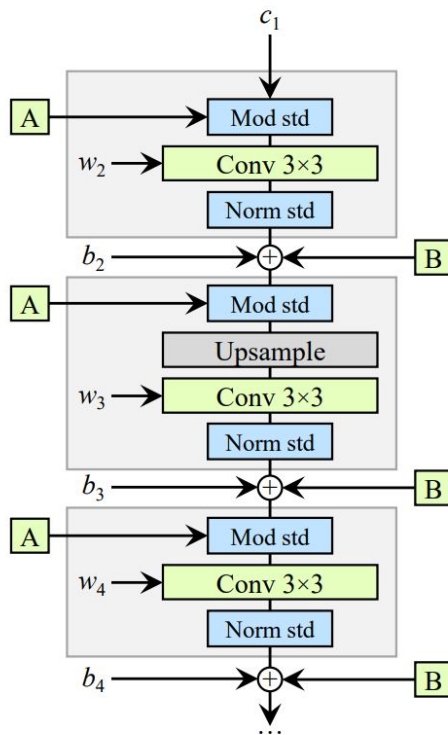 c₁
A
Mod std
w₂
Conv 3×3
Norm std
b₂
+
B
A
Mod std
Upsample
w₃
Conv 3×3
Norm std
b₃
+
B
A
Mod std
w₄
Conv 3×3
Norm std
b₄
+
B
...